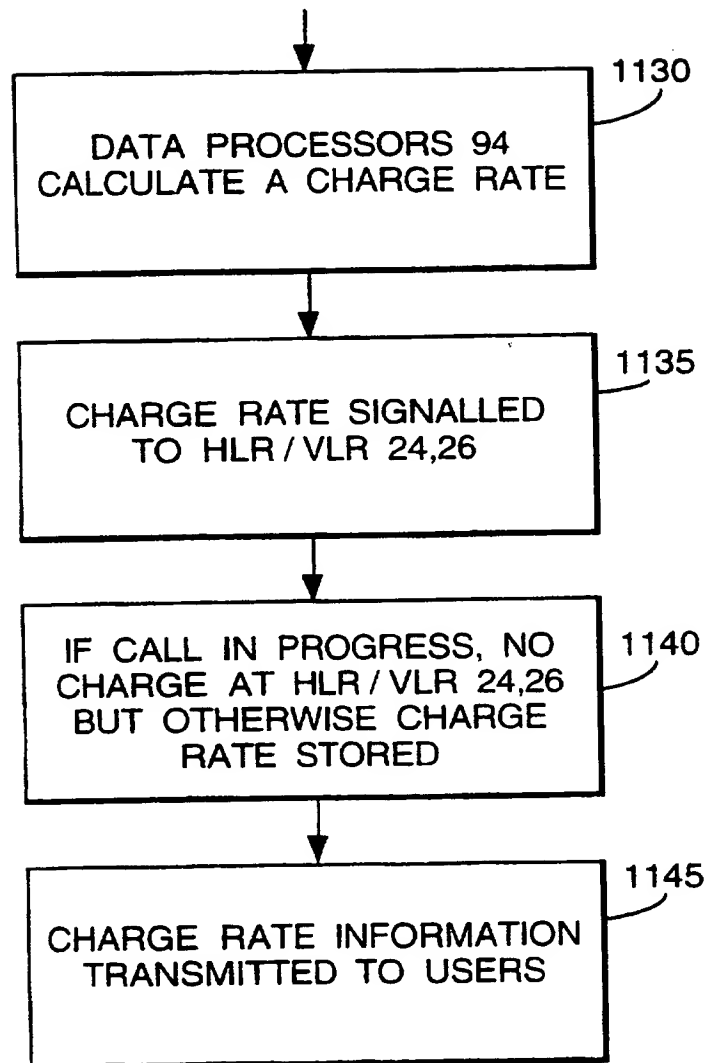 1130
DATA PROCESSORS 94
CALCULATE A CHARGE RATE
1135
CHARGE RATE SIGNALLED
TO HLR/VLR 24,26
1140
IF CALL IN PROGRESS, NO
CHARGE AT HLR/VLR 24,26
BUT OTHERWISE CHARGE
RATE STORED
1145
CHARGE RATE INFORMATION
TRANSMITTED TO USERS